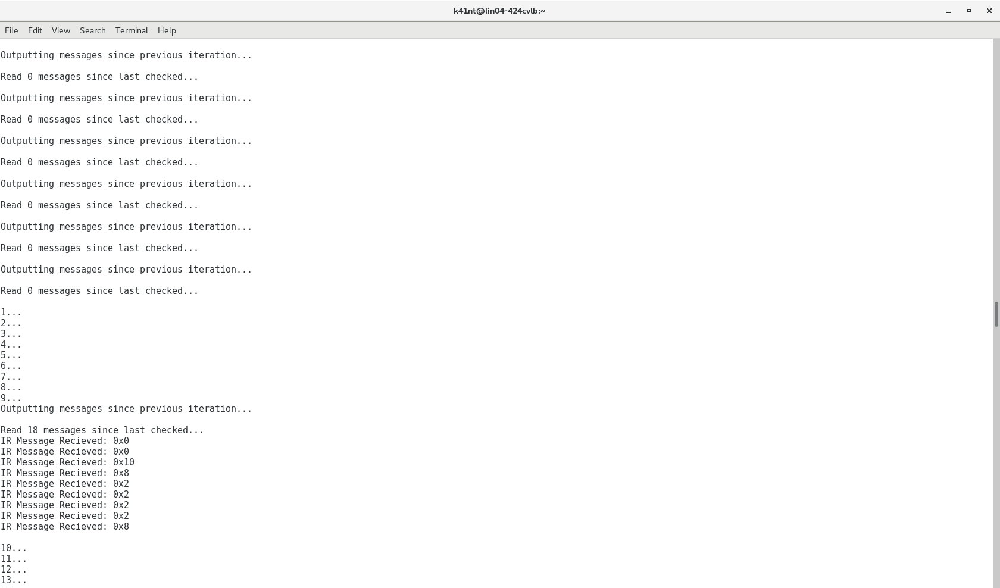 k41nt@lin04-424cvlb:~
File Edit View Search Terminal Help
Outputting messages since previous iteration...
Read 0 messages since last checked...
Outputting messages since previous iteration...
Read 0 messages since last checked...
Outputting messages since previous iteration...
Read 0 messages since last checked...
Outputting messages since previous iteration...
Read 0 messages since last checked...
Outputting messages since previous iteration...
Read 0 messages since last checked...
Outputting messages since previous iteration...
Read 0 messages since last checked...
1...
2...
3...
4...
5...
6...
7...
8...
9...
Outputting messages since previous iteration...
Read 18 messages since last checked...
IR Message Recieved: 0x0
IR Message Recieved: 0x0
IR Message Recieved: 0x10
IR Message Recieved: 0x8
IR Message Recieved: 0x2
IR Message Recieved: 0x2
IR Message Recieved: 0x2
IR Message Recieved: 0x2
IR Message Recieved: 0x8
10...
11...
12...
13...